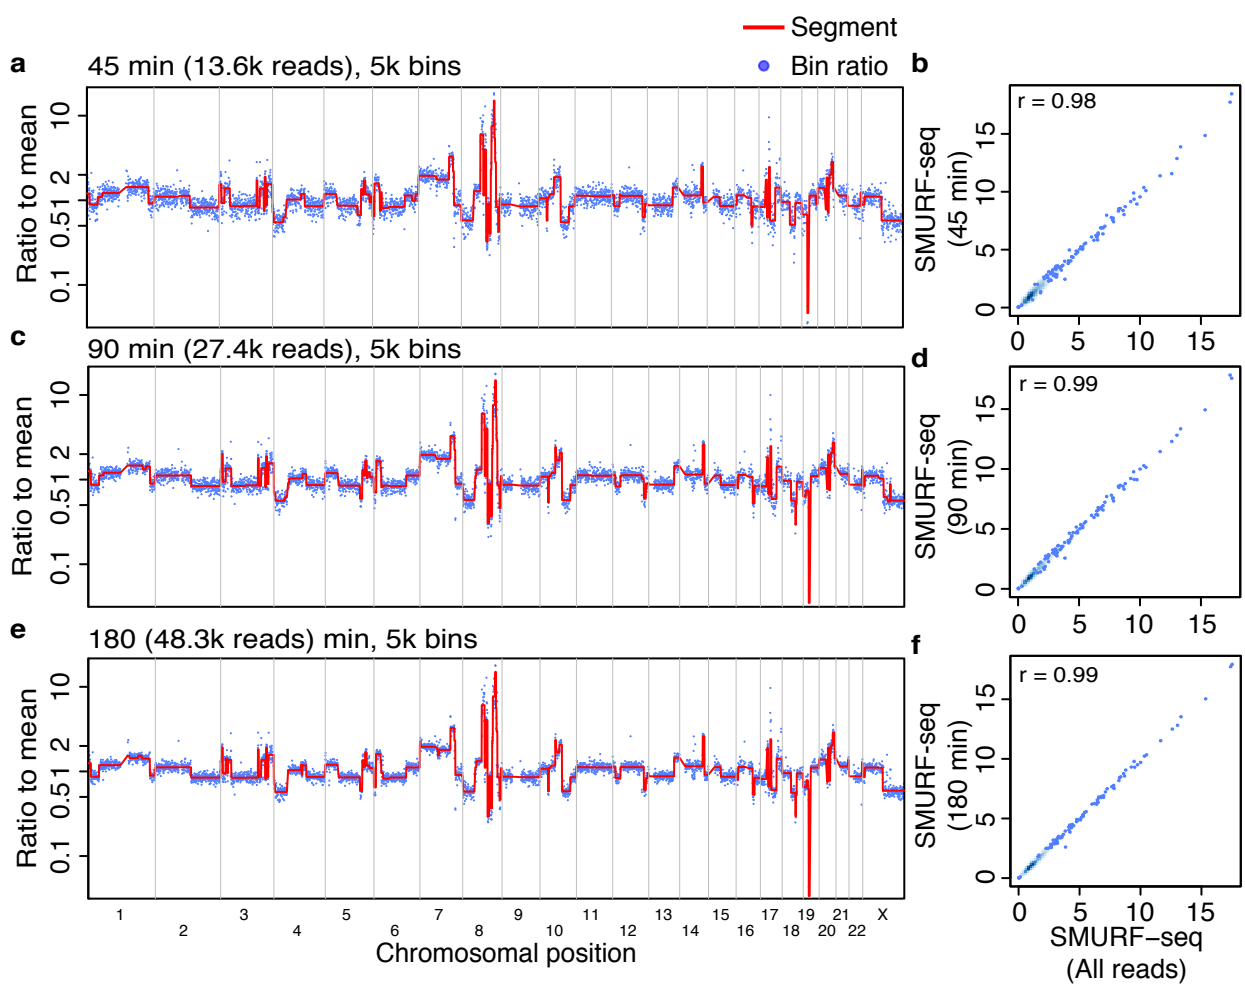 Segment
Bin ratio
a
45 min (13.6k reads), 5k bins
Ratio to mean
10
2
1
0.5
0.1
b
r = 0.98
SMURF−seq
(45 min)
15
10
5
0
0 5 10 15
c
90 min (27.4k reads), 5k bins
Ratio to mean
10
2
1
0.5
0.1
d
r = 0.99
SMURF−seq
(90 min)
15
10
5
0
0 5 10 15
e
180 (48.3k reads) min, 5k bins
Ratio to mean
10
2
1
0.5
0.1
1 2 3 4 5 6 7 8 9 10 11 12 13 14 15 16 17 18 19 20 21 22 X
Chromosomal position
f
r = 0.99
SMURF−seq
(180 min)
15
10
5
0
0 5 10 15
SMURF−seq
(All reads)